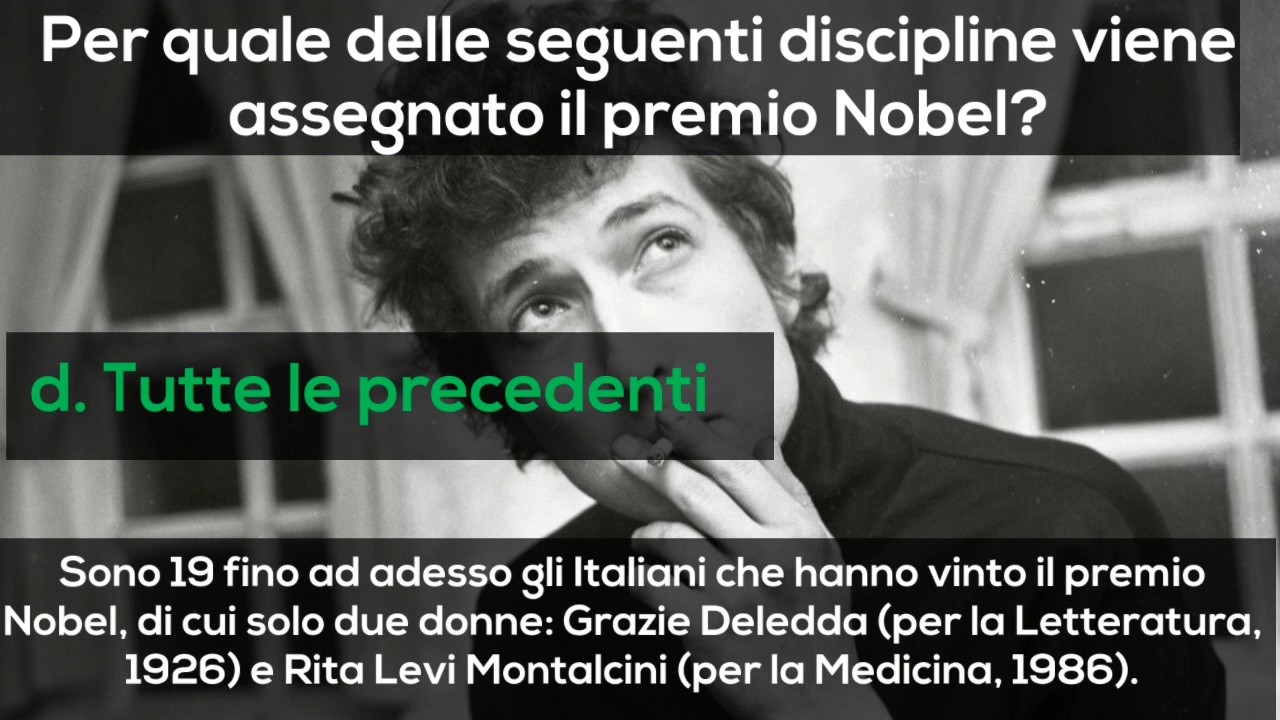 Per quale delle seguenti discipline viene
assegnato il premio Nobel?
d. Tutte le precedenti
Sono 19 fino ad adesso gli Italiani che hanno vinto il premio
Nobel, di cui solo due donne: Grazie Deledda (per la Letteratura,
1926) e Rita Levi Montalcini (per la Medicina, 1986).